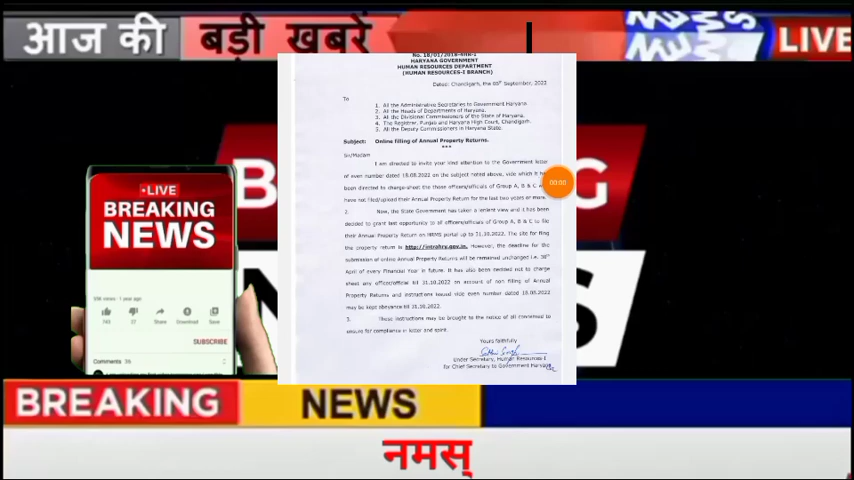 आज की
बड़ी खबरें
NEWS
NEWS
LIVE
No. 18/01/2018-4HR-I
HARYANA GOVERNMENT
HUMAN RESOURCES DEPARTMENT
(HUMAN RESOURCES-I BRANCH)
Dated: Chandigarh, the 05th September, 2022
To
1. All the Administrative Secretaries to Government Haryana
2. All the Heads of Departments of Haryana.
3. All the Divisional Commissioners of the State of Haryana.
4. The Registrar, Punjab and Haryana High Court, Chandigarh.
5. All the Deputy Commissioners in Haryana State.
Subject: Online filling of Annual Property Returns.
***
Sir/Madam
I am directed to invite your kind attention to the Government letter
of even number dated 18.08.2022 on the subject noted above, vide which it has
been directed to charge-sheet the those officers/officials of Group A, B & C
have not filed/upload their Annual Property Return for the last two years or more.
2. Now, the State Government has taken a lenient view and it has been
decided to grant last opportunity to all officers/officials of Group A, B & C to file
their Annual Property Return on HRMS portal up to 31.10.2022. The site for filing
the property return is http://intrahry.gov.in. However, the deadline for the
submission of online Annual Property Returns will be remained unchanged i.e. 30th
April of every Financial Year in future. It has also been decided not to charge
sheet any officer/official till 31.10.2022 on account of non filing of Annual
Property Returns and instructions issued vide even number dated 18.08.2022
may be kept abeyance till 31.10.2022.
3. These instructions may be brought to the notice of all concerned to
ensure for compliance in letter and spirit.
Yours faithfully
Under Secretary, Human Resources-I
for Chief Secretary to Government Haryana
00:00
LIVE
BREAKING
NEWS
1 year ago
Share
Download
Save
SUBSCRIBE
Comments
BREAKING
NEWS
नमस्